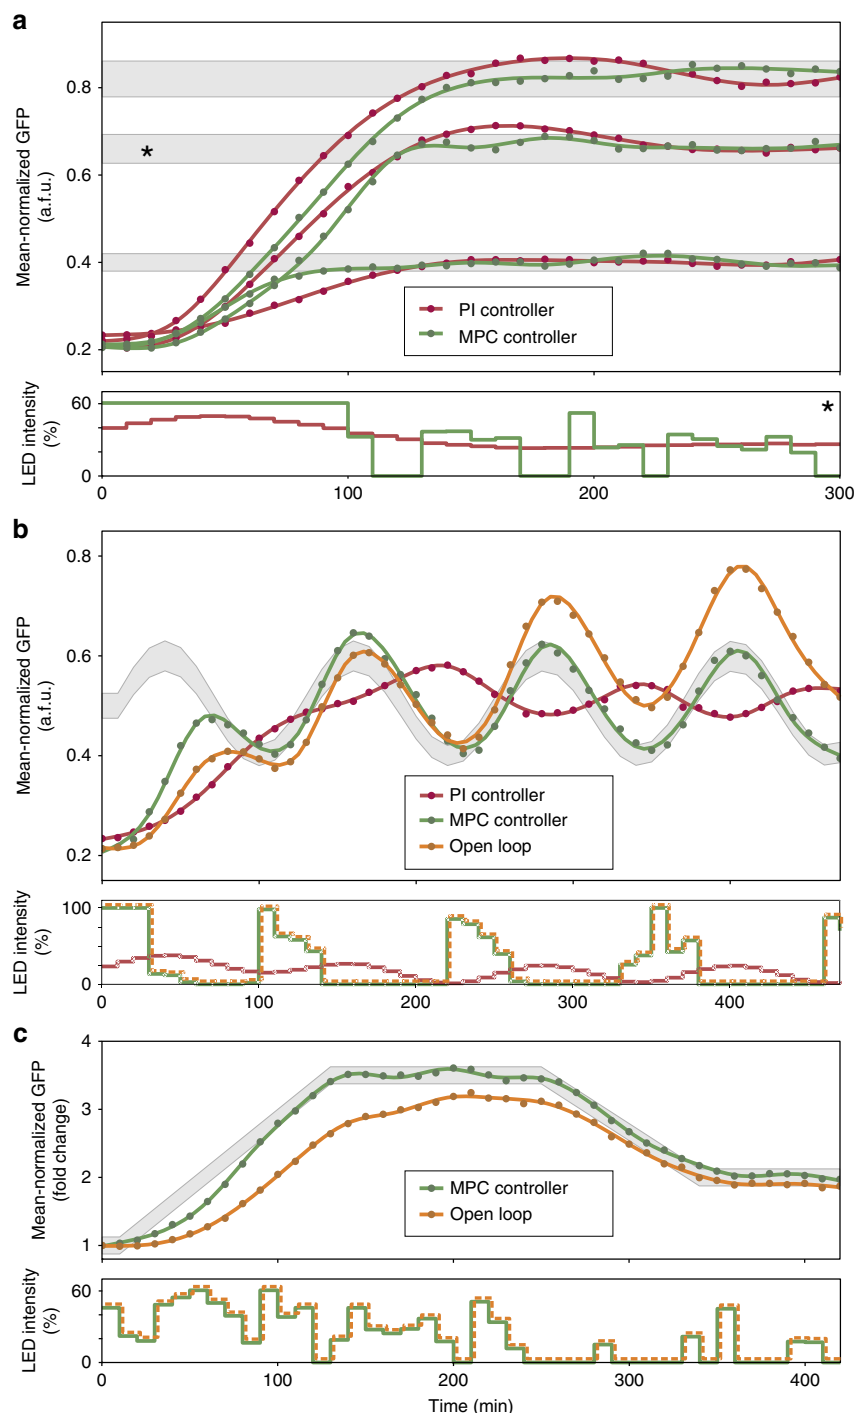 a
Mean-normalized GFP
(a.f.u.)
0.8
0.6
0.4
0.2
*
PI controller
MPC controller
LED intensity
(%)
60
0
*
0
100
200
300
b
Mean-normalized GFP
(a.f.u.)
0.8
0.6
0.4
0.2
PI controller
MPC controller
Open loop
LED intensity
(%)
100
0
0
100
200
300
400
c
Mean-normalized GFP
(fold change)
4
3
2
1
MPC controller
Open loop
LED intensity
(%)
60
0
0
100
200
300
400
Time (min)